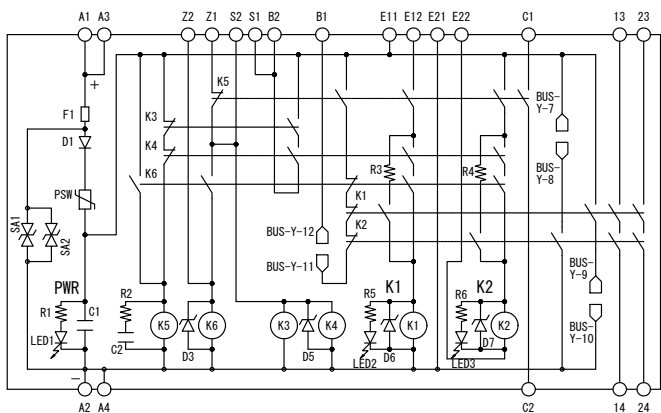 A1 A3 Z2 Z1 S2 S1 B2 B1 E11 E12 E21 E22 C1 13 23
+
K5
BUS-Y-7
F1
K3
D1
K4
BUS-Y-8
R3
R4
K6
PSW
K1
SA1
SA2
K2
BUS-Y-12
BUS-Y-11
BUS-Y-9
PWR
K1
K2
R1
C1
R2
R5
R6
K5
K6
K3
K4
K1
K2
BUS-Y-10
LED1
C2
D3
D5
D6
D7
LED2
LED3
−
A2 A4 C2 14 24